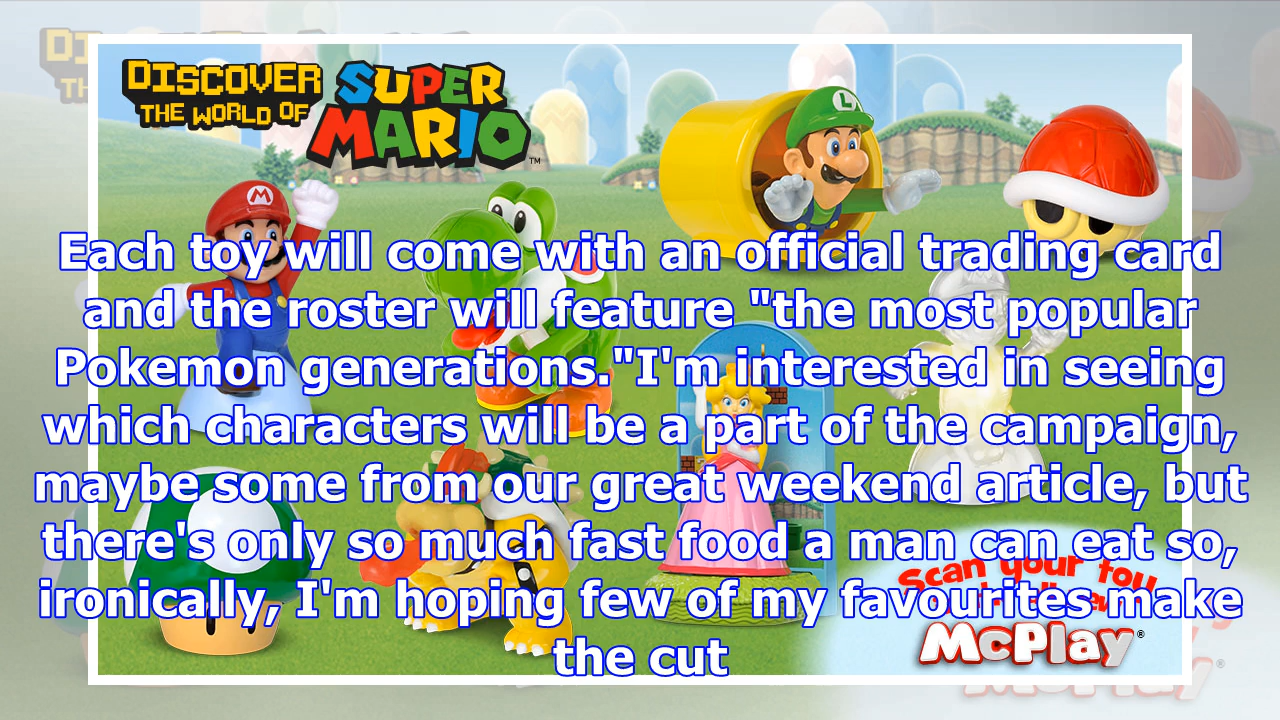 DISCOVER
THE WORLD OF
SUPER
MARIO™
L
M
Each toy will come with an official trading card
and the roster will feature "the most popular
Pokemon generations."I'm interested in seeing
which characters will be a part of the campaign,
maybe some from our great weekend article, but
there's only so much fast food a man can eat so,
ironically, I'm hoping few of my favourites make
the cut
Scan your toy
McPlay®